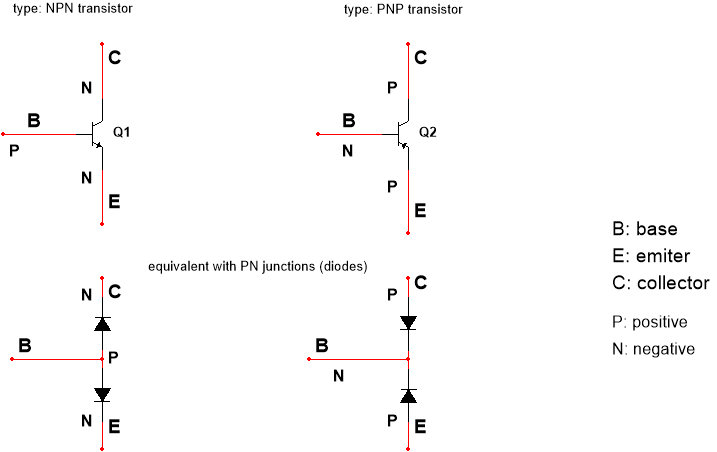 type: NPN transistor
type: PNP transistor
C
N
B
Q1
P
N
E
C
P
B
Q2
N
P
E
equivalent with PN junctions (diodes)
N
C
B
P
N
E
P
C
B
N
P
E
B: base
E: emiter
C: collector
P: positive
N: negative